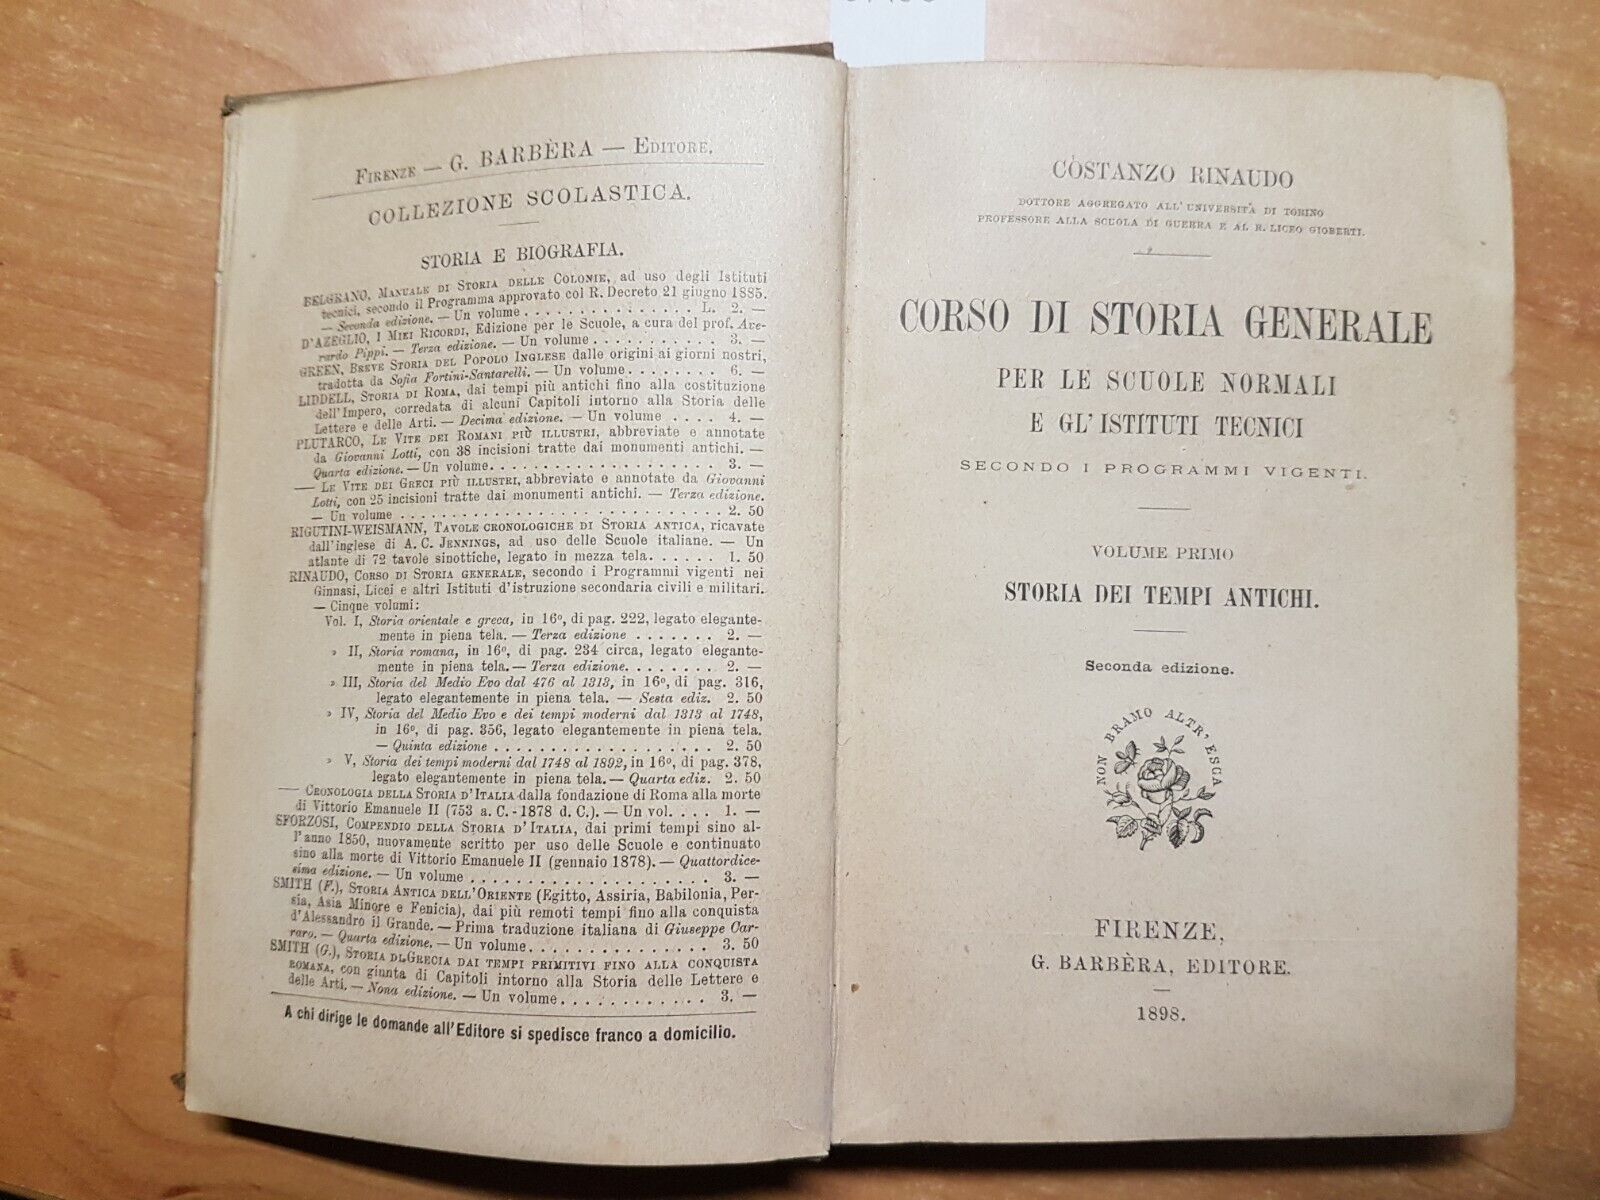 FIRENZE — G. BARBÈRA — EDITORE.
COLLEZIONE SCOLASTICA.
STORIA E BIOGRAFIA.
BELGRANO, MANUALE DI STORIA DELLE COLONIE, ad uso degli Istituti
tecnici, secondo il Programma approvato col R. Decreto 21 giugno 1885.
— Seconda edizione. — Un volume . . . . . . . . . . . . . . L. 2. —
D'AZEGLIO, I MIEI RICORDI, Edizione per le Scuole, a cura del prof. Ave-
rardo Pippi. — Terza edizione. — Un volume . . . . . . . . . . . 3. —
GREEN, BREVE STORIA DEL POPOLO INGLESE dalle origini ai giorni nostri,
tradotta da Sofia Fortini-Santarelli. — Un volume . . . . . . . . 6. —
LIDDELL, STORIA DI ROMA, dai tempi più antichi fino alla costituzione
dell'Impero, corredata di alcuni Capitoli intorno alla Storia delle
Lettere e delle Arti. — Decima edizione. — Un volume . . . . 4. —
PLUTARCO, LE VITE DEI ROMANI PIÙ ILLUSTRI, abbreviate e annotate
da Giovanni Lotti, con 38 incisioni tratte dai monumenti antichi. —
Quarta edizione. — Un volume . . . . . . . . . . . . . . . . . . 3. —
— LE VITE DEI GRECI PIÙ ILLUSTRI, abbreviate e annotate da Giovanni
Lotti, con 25 incisioni tratte dai monumenti antichi. — Terza edizione.
— Un volume . . . . . . . . . . . . . . . . . . . . . . . . . . 2. 50
RIGUTINI-WEISMANN, TAVOLE CRONOLOGICHE DI STORIA ANTICA, ricavate
dall'inglese di A. C. JENNINGS, ad uso delle Scuole italiane. — Un
atlante di 72 tavole sinottiche, legato in mezza tela . . . . . . 1. 50
RINAUDO, CORSO DI STORIA GENERALE, secondo i Programmi vigenti nei
Ginnasi, Licei e altri Istituti d'istruzione secondaria civili e militari.
— Cinque volumi:
Vol. I, Storia orientale e greca, in 16º, di pag. 222, legato elegante-
mente in piena tela. — Terza edizione . . . . . . . 2. —
» II, Storia romana, in 16º, di pag. 234 circa, legato elegante-
mente in piena tela. — Terza edizione . . . . . . . 2. —
» III, Storia del Medio Evo dal 476 al 1313, in 16º, di pag. 316,
legato elegantemente in piena tela. — Sesta ediz. 2. 50
» IV, Storia del Medio Evo e dei tempi moderni dal 1313 al 1748,
in 16º, di pag. 356, legato elegantemente in piena tela.
— Quinta edizione . . . . . . . . . . . . . . . . . . 2. 50
» V, Storia dei tempi moderni dal 1748 al 1892, in 16º, di pag. 378,
legato elegantemente in piena tela. — Quarta ediz. 2. 50
— CRONOLOGIA DELLA STORIA D'ITALIA dalla fondazione di Roma alla morte
di Vittorio Emanuele II (753 a. C. - 1878 d. C.). — Un vol. . . . 1. —
SFORZOSI, COMPENDIO DELLA STORIA D'ITALIA, dai primi tempi sino al-
l'anno 1850, nuovamente scritto per uso delle Scuole e continuato
sino alla morte di Vittorio Emanuele II (gennaio 1878). — Quattordice-
sima edizione. — Un volume . . . . . . . . . . . . . . . . . . . 3. —
SMITH (F.), STORIA ANTICA DELL'ORIENTE (Egitto, Assiria, Babilonia, Per-
sia, Asia Minore e Fenicia), dai più remoti tempi fino alla conquista
d'Alessandro il Grande. — Prima traduzione italiana di Giuseppe Car-
raro. — Quarta edizione. — Un volume . . . . . . . . . . . . . . 3. 50
SMITH (G.), STORIA DI GRECIA DAI TEMPI PRIMITIVI FINO ALLA CONQUISTA
ROMANA, con giunta di Capitoli intorno alla Storia delle Lettere e
delle Arti. — Nona edizione. — Un volume . . . . . . . . . . . . 3. —
A chi dirige le domande all'Editore si spedisce franco a domicilio.
COSTANZO RINAUDO
DOTTORE AGGREGATO ALL'UNIVERSITÀ DI TORINO
PROFESSORE ALLA SCUOLA DI GUERRA E AL R. LICEO GIOBERTI.
CORSO DI STORIA GENERALE
PER LE SCUOLE NORMALI
E GL'ISTITUTI TECNICI
SECONDO I PROGRAMMI VIGENTI.
VOLUME PRIMO
STORIA DEI TEMPI ANTICHI.
Seconda edizione.
NON BRAMO ALTR'ESCA
FIRENZE,
G. BARBÈRA, EDITORE.
1898.